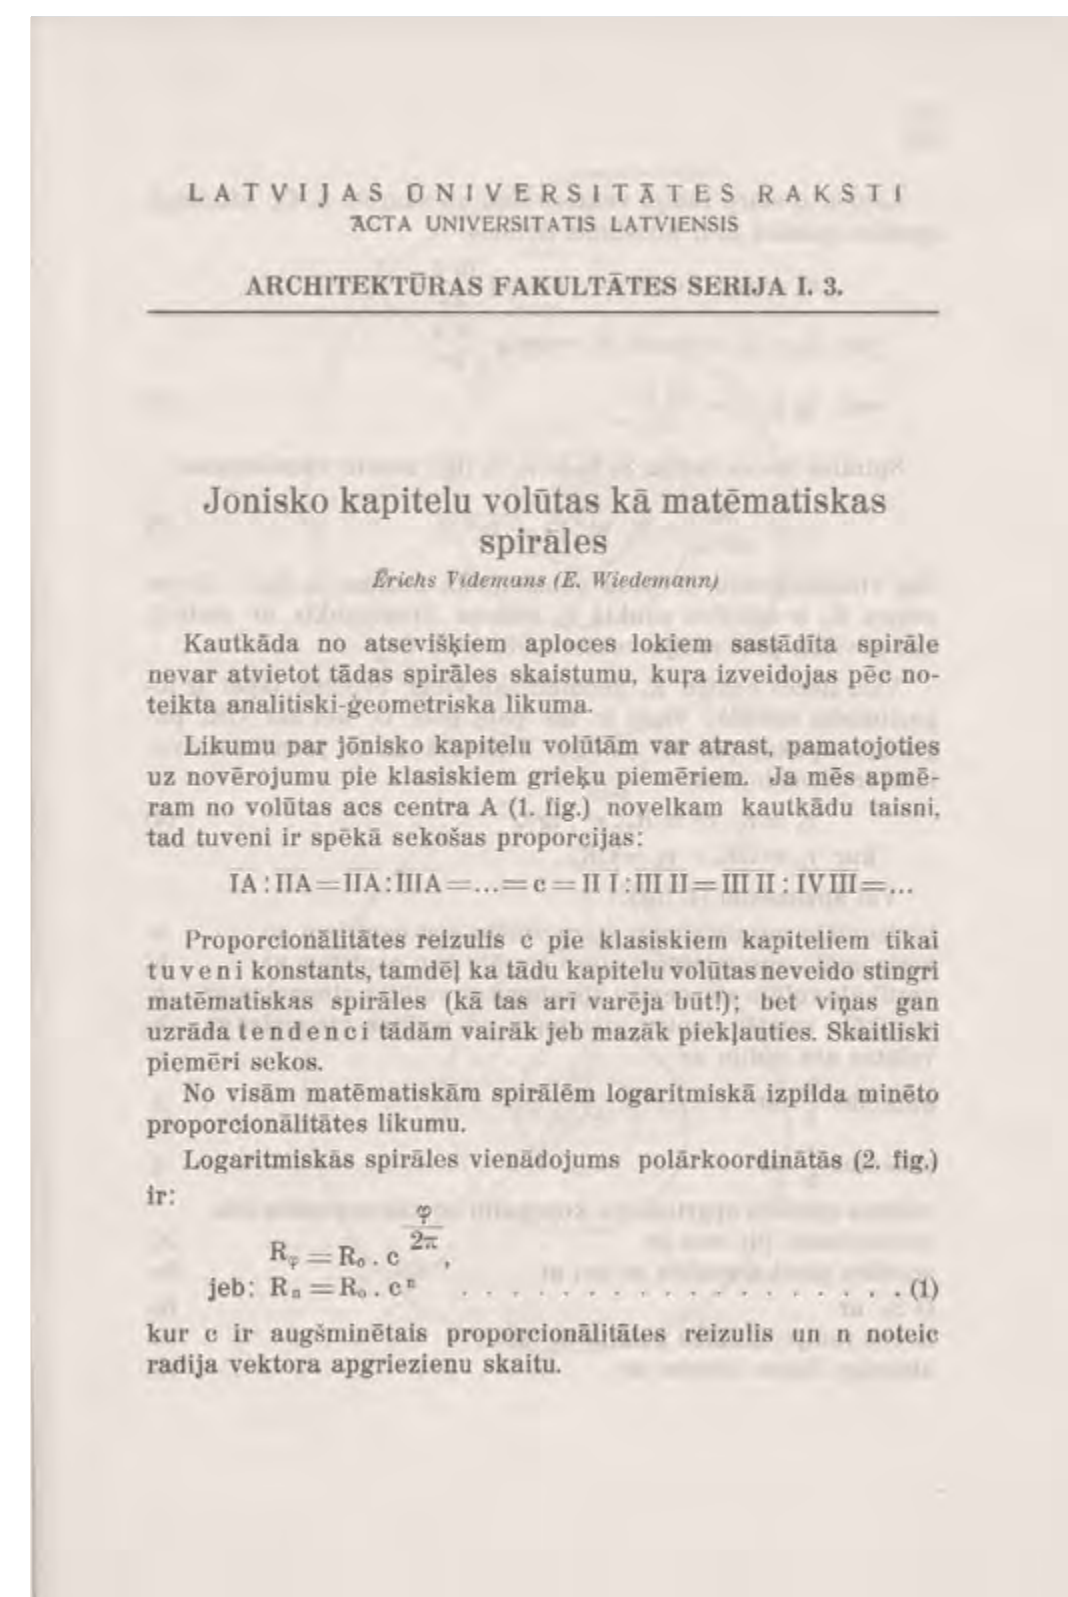 LATVIJAS ŪNIVERSITĀTES RAKSTI
ACTA UNIVERSITATIS LATVIENSIS
ARCHITEKTŪRAS FAKULTĀTES SERIJA I. 3.
Jonisko kapitelu volūtas kā matēmatiskas
spirāles
Ērichs Videmans (E. Wiedemann)
Kautkāda no atsevišķiem aploces lokiem sastādīta spirāle
nevar atvietot tādas spirāles skaistumu, kuŗa izveidojas pēc no-
teikta analitiski-ģeometriska likuma.
Likumu par jōnisko kapitelu volūtām var atrast, pamatojoties
uz novērojumu pie klasiskiem grieķu piemēriem. Ja mēs apmē-
ram no volūtas acs centra A (1. fig.) novelkam kautkādu taisni,
tad tuveni ir spēkā sekošas proporcijas:
IA : IIA = IIA : IIIA = ... = c = II I : III II = III II : IV III = ...
Proporcionālitātes reizulis c pie klasiskiem kapiteliem tikai
tuveni konstants, tamdēļ ka tādu kapitelu volūtas neveido stingri
matēmatiskas spirāles (kā tas arī varēja būt!); bet viņas gan
uzrāda tendenci tādām vairāk jeb mazāk piekļauties. Skaitliski
piemēri sekos.
No visām matēmatiskām spirālēm logaritmiskā izpilda minēto
proporcionālitātes likumu.
Logaritmiskās spirāles vienādojums polārkoordinātās (2. fig.)
ir:
R_φ = R₀ . c^(φ/2π),
jeb: Rₙ = R₀ . cⁿ . . . . . . . . . . . . . . . . . . (1)
kur c ir augšminētais proporcionālitātes reizulis un n noteic
radija vektora apgriezienu skaitu.